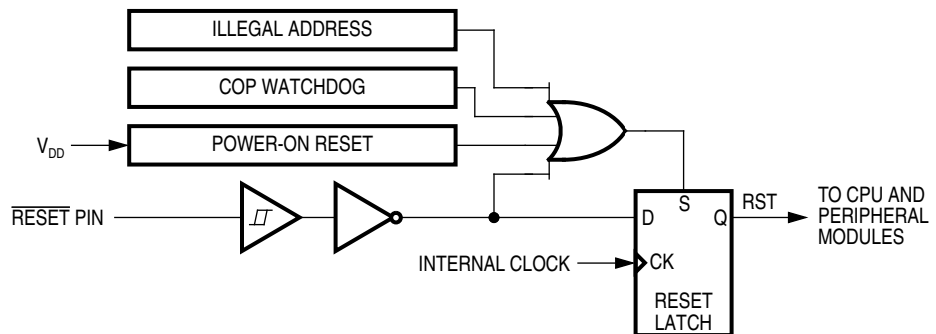 ILLEGAL ADDRESS
COP WATCHDOG
V_DD
POWER-ON RESET
RESET PIN
D
S
Q
RST
TO CPU AND
PERIPHERAL
MODULES
INTERNAL CLOCK
CK
RESET
LATCH